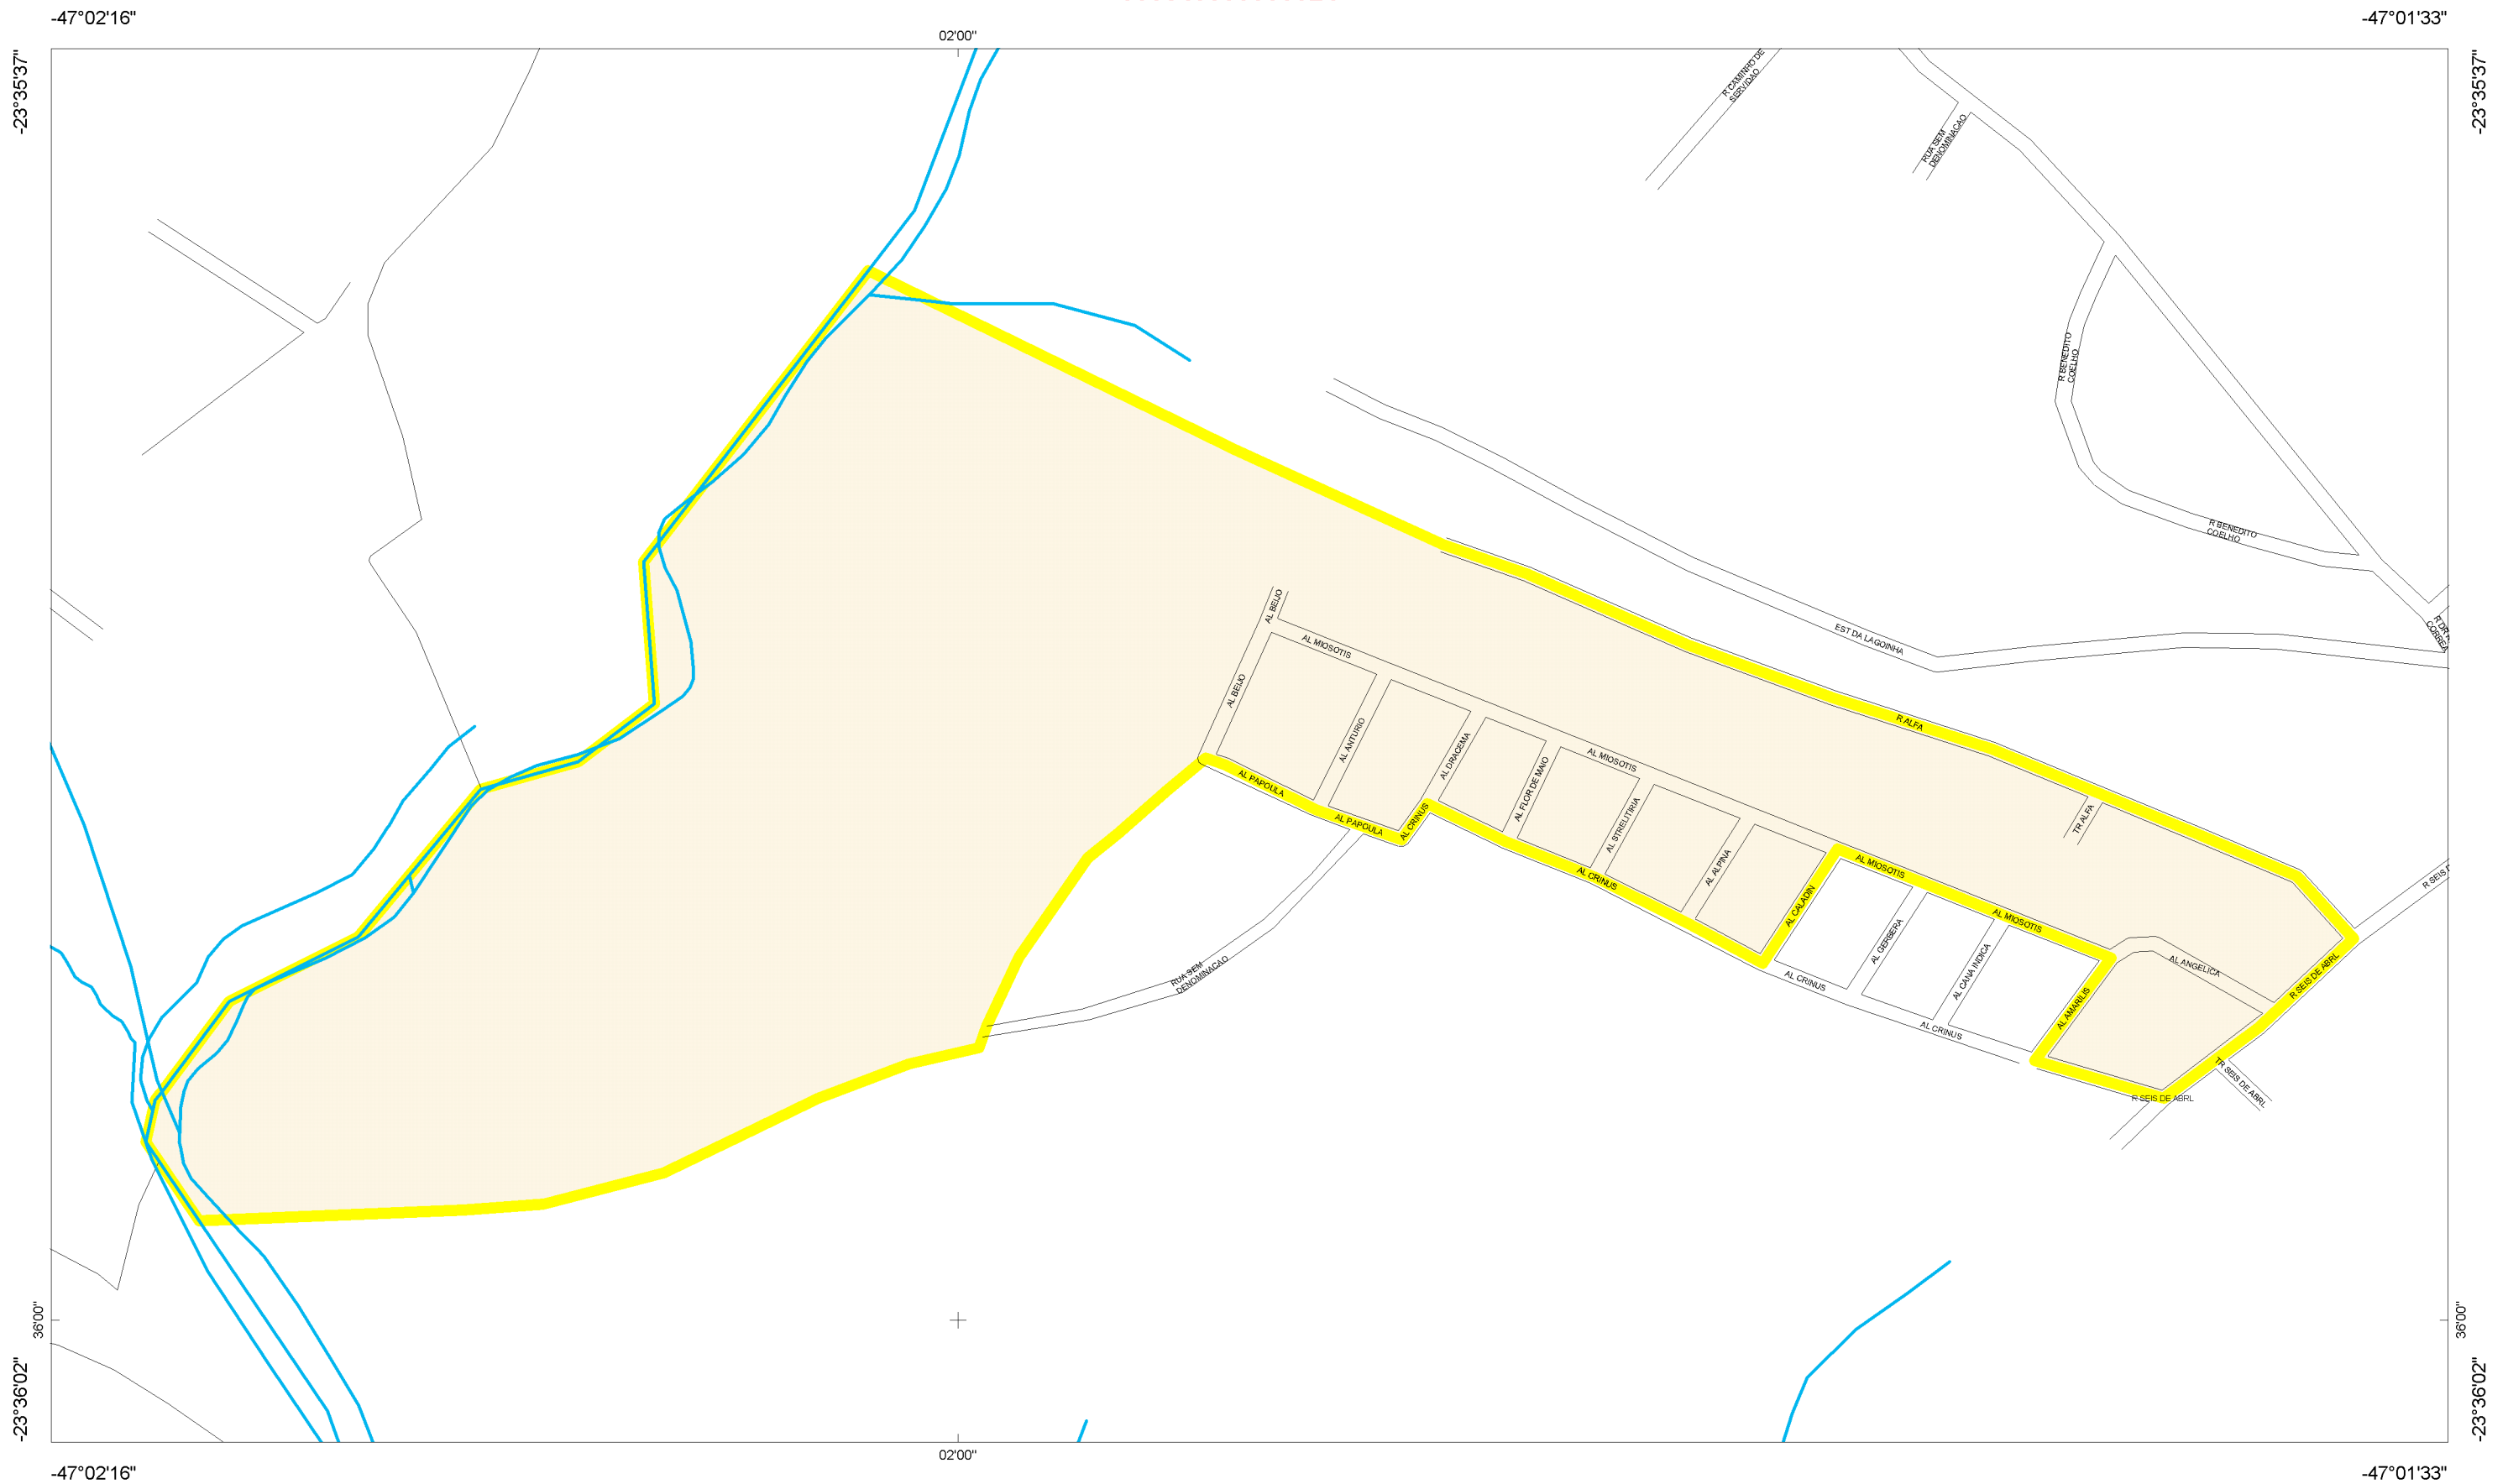 -47°02'16"
-47°01'33"
02'00"
-23°35'37"
-23°35'37"
R CAMINHO DE
SERVIDAO
RUA SEM
DENOMINACAO
R BENEDITO
COELHO
R BENEDITO
COELHO
EST DA LAGOINHA
CORREA
AL BEIJO
AL MIOSOTIS
AL BEIJO
AL ANTURIO
AL DRACEMA
AL MIOSOTIS
AL FLOR DE MAIO
AL STRELITIRIA
AL ALPINA
R ALFA
TR ALFA
AL PAPOULA
AL PAPOULA
AL CRINUS
AL CRINUS
AL CALADIN
AL MIOSOTIS
AL MIOSOTIS
AL GERBERA
AL CANA INDICA
AL CRINUS
AL CRINUS
AL AMARILIS
AL ANGELICA
R SEIS DE ABRL
R SEIS D
TR SEIS DE ABRL
R SEIS DE ABRL
RUA SEM
DENOMINACAO
36'00"
36'00"
-23°36'02"
-23°36'02"
02'00"
-47°02'16"
-47°01'33"